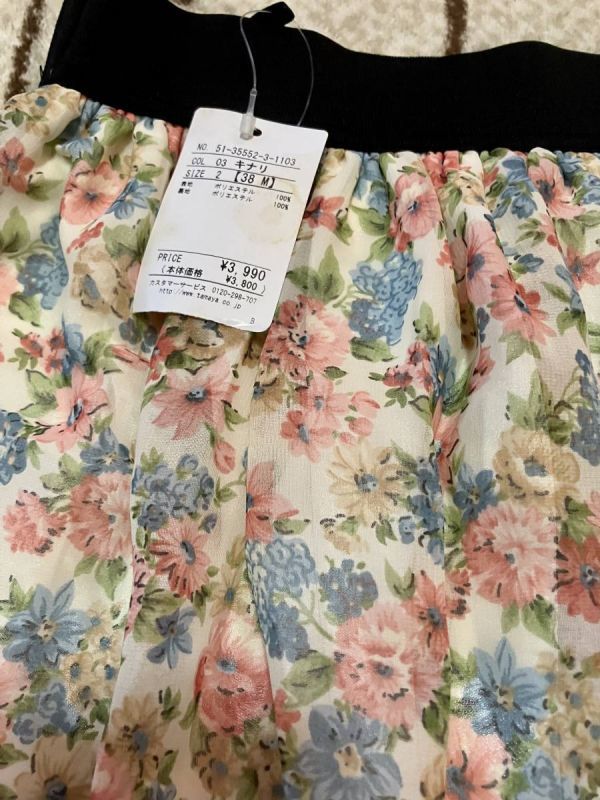 NO. 51-35552-3-1103
COL 03 キナリ
SIZE 2 【38 M】
表地 ポリエステル 100%
裏地 ポリエステル 100%
PRICE ¥3,990
(本体価格 ¥3,800)
カスタマーサービス 0120-298-707
http://www.tamaya.co.jp
B